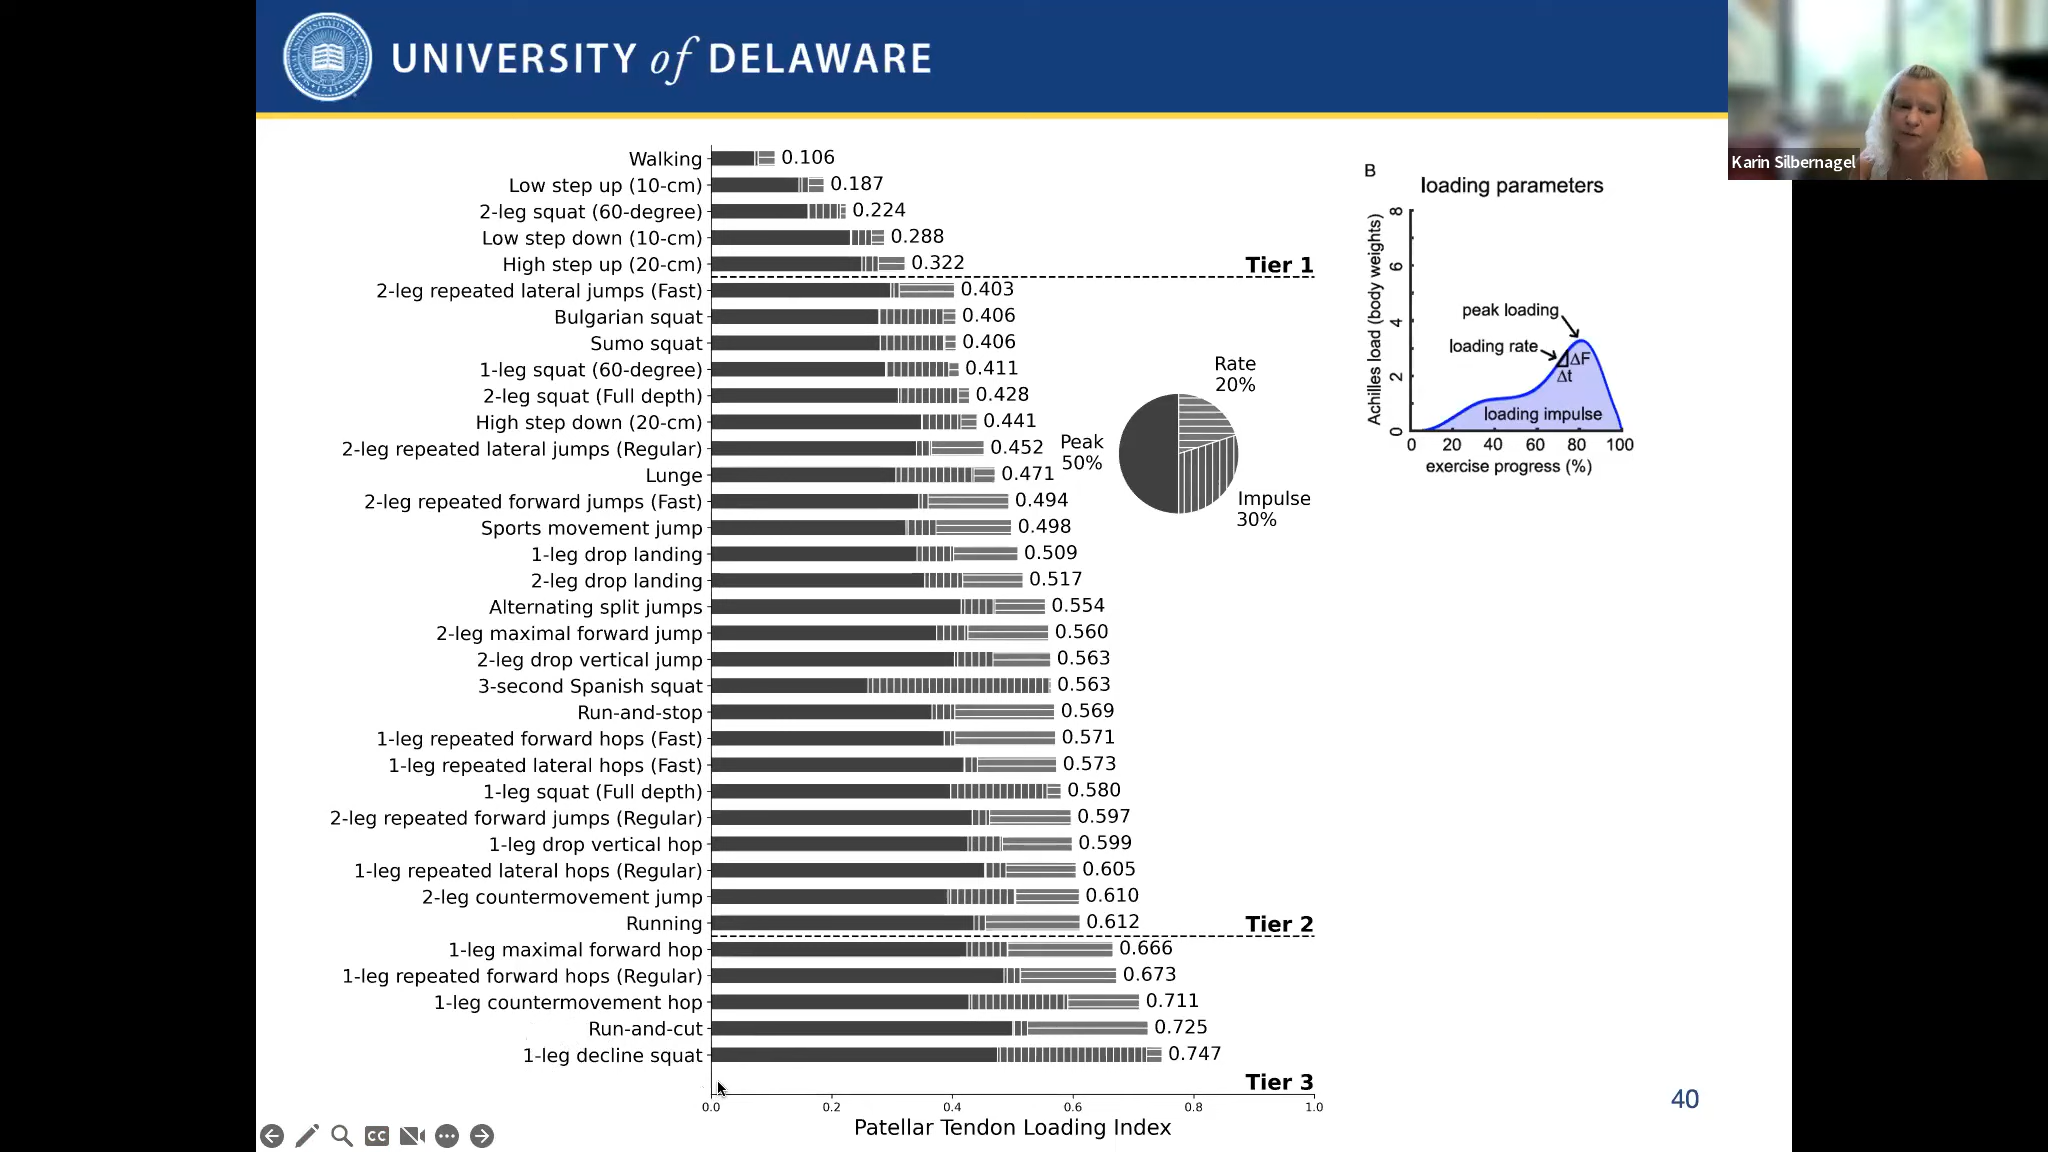 UNIVERSITY of DELAWARE
Karin Silbernagel
Walking 0.106
Low step up (10-cm) 0.187
2-leg squat (60-degree) 0.224
Low step down (10-cm) 0.288
High step up (20-cm) 0.322
Tier 1
2-leg repeated lateral jumps (Fast) 0.403
Bulgarian squat 0.406
Sumo squat 0.406
1-leg squat (60-degree) 0.411
2-leg squat (Full depth) 0.428
High step down (20-cm) 0.441
2-leg repeated lateral jumps (Regular) 0.452
Lunge 0.471
2-leg repeated forward jumps (Fast) 0.494
Sports movement jump 0.498
1-leg drop landing 0.509
2-leg drop landing 0.517
Alternating split jumps 0.554
2-leg maximal forward jump 0.560
2-leg drop vertical jump 0.563
3-second Spanish squat 0.563
Run-and-stop 0.569
1-leg repeated forward hops (Fast) 0.571
1-leg repeated lateral hops (Fast) 0.573
1-leg squat (Full depth) 0.580
2-leg repeated forward jumps (Regular) 0.597
1-leg drop vertical hop 0.599
1-leg repeated lateral hops (Regular) 0.605
2-leg countermovement jump 0.610
Running 0.612
Tier 2
1-leg maximal forward hop 0.666
1-leg repeated forward hops (Regular) 0.673
1-leg countermovement hop 0.711
Run-and-cut 0.725
1-leg decline squat 0.747
Tier 3
0.0 0.2 0.4 0.6 0.8 1.0
Patellar Tendon Loading Index
Rate
20%
Peak
50%
Impulse
30%
B
loading parameters
Achilles load (body weights)
8
6
4
2
0
peak loading
loading rate
ΔF
Δt
loading impulse
0 20 40 60 80 100
exercise progress (%)
40
CC